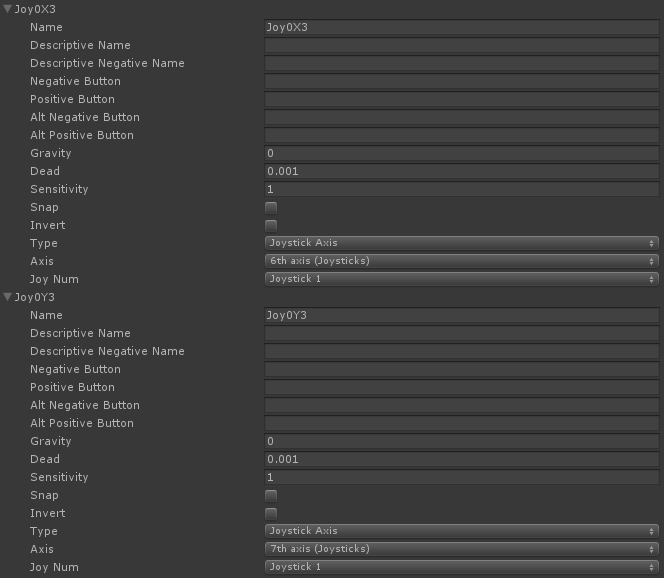 Joy0X3
Name Joy0X3
Descriptive Name
Descriptive Negative Name
Negative Button
Positive Button
Alt Negative Button
Alt Positive Button
Gravity 0
Dead 0.001
Sensitivity 1
Snap
Invert
Type Joystick Axis
Axis 6th axis (Joysticks)
Joy Num Joystick 1
Joy0Y3
Name Joy0Y3
Descriptive Name
Descriptive Negative Name
Negative Button
Positive Button
Alt Negative Button
Alt Positive Button
Gravity 0
Dead 0.001
Sensitivity 1
Snap
Invert
Type Joystick Axis
Axis 7th axis (Joysticks)
Joy Num Joystick 1